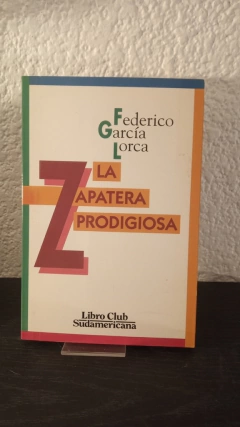 Federico
García
Lorca
LA
ZAPATERA
PRODIGIOSA
Libro Club
Sudamericana